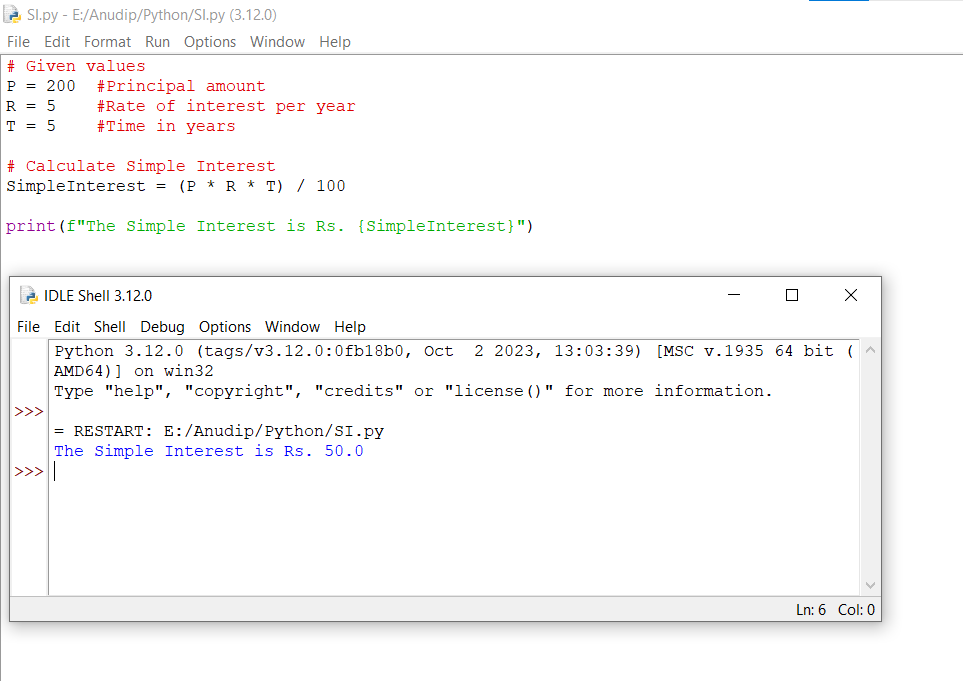 SI.py - E:/Anudip/Python/SI.py (3.12.0)
File Edit Format Run Options Window Help
# Given values
P = 200  #Principal amount
R = 5    #Rate of interest per year
T = 5    #Time in years
# Calculate Simple Interest
SimpleInterest = (P * R * T) / 100
print(f"The Simple Interest is Rs. {SimpleInterest}")
IDLE Shell 3.12.0
File Edit Shell Debug Options Window Help
Python 3.12.0 (tags/v3.12.0:0fb18b0, Oct  2 2023, 13:03:39) [MSC v.1935 64 bit (
AMD64)] on win32
Type "help", "copyright", "credits" or "license()" for more information.
>>>
= RESTART: E:/Anudip/Python/SI.py
The Simple Interest is Rs. 50.0
>>>
Ln: 6 Col: 0